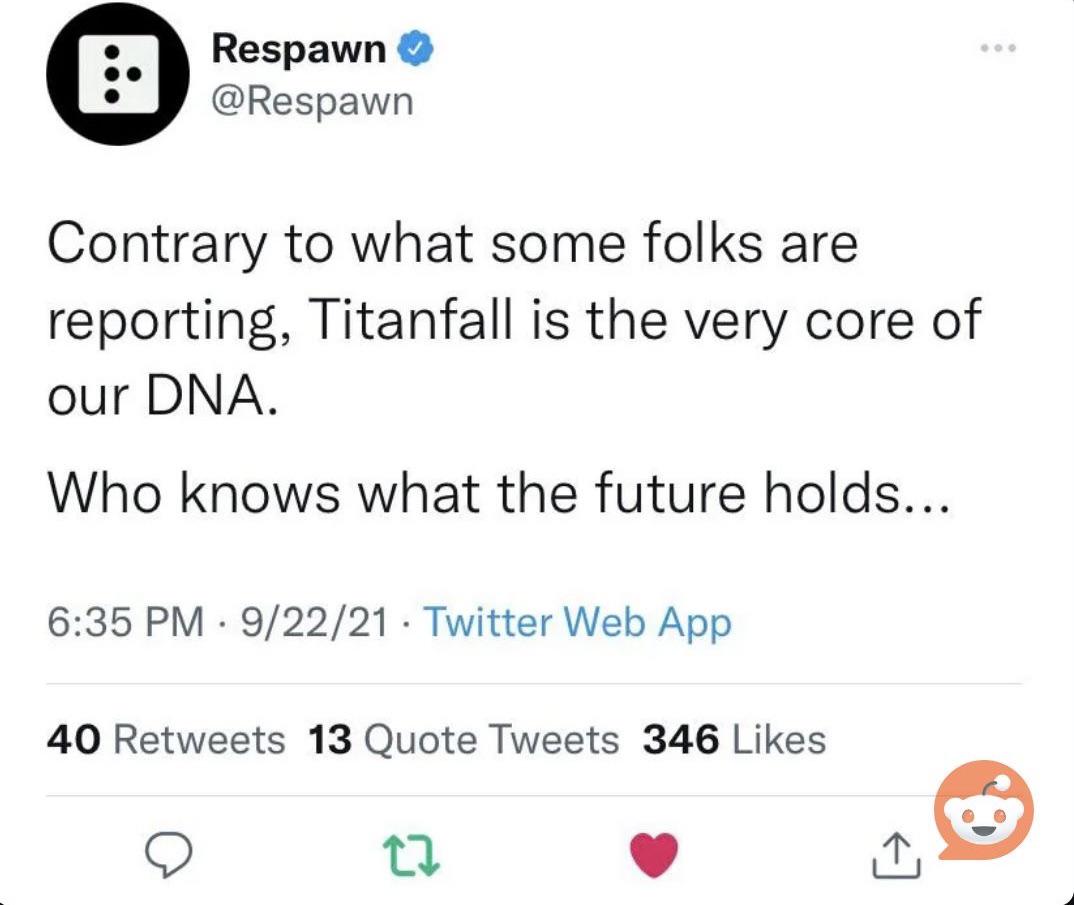 Respawn
@Respawn
Contrary to what some folks are
reporting, Titanfall is the very core of
our DNA.
Who knows what the future holds...
6:35 PM · 9/22/21 · Twitter Web App
40 Retweets 13 Quote Tweets 346 Likes